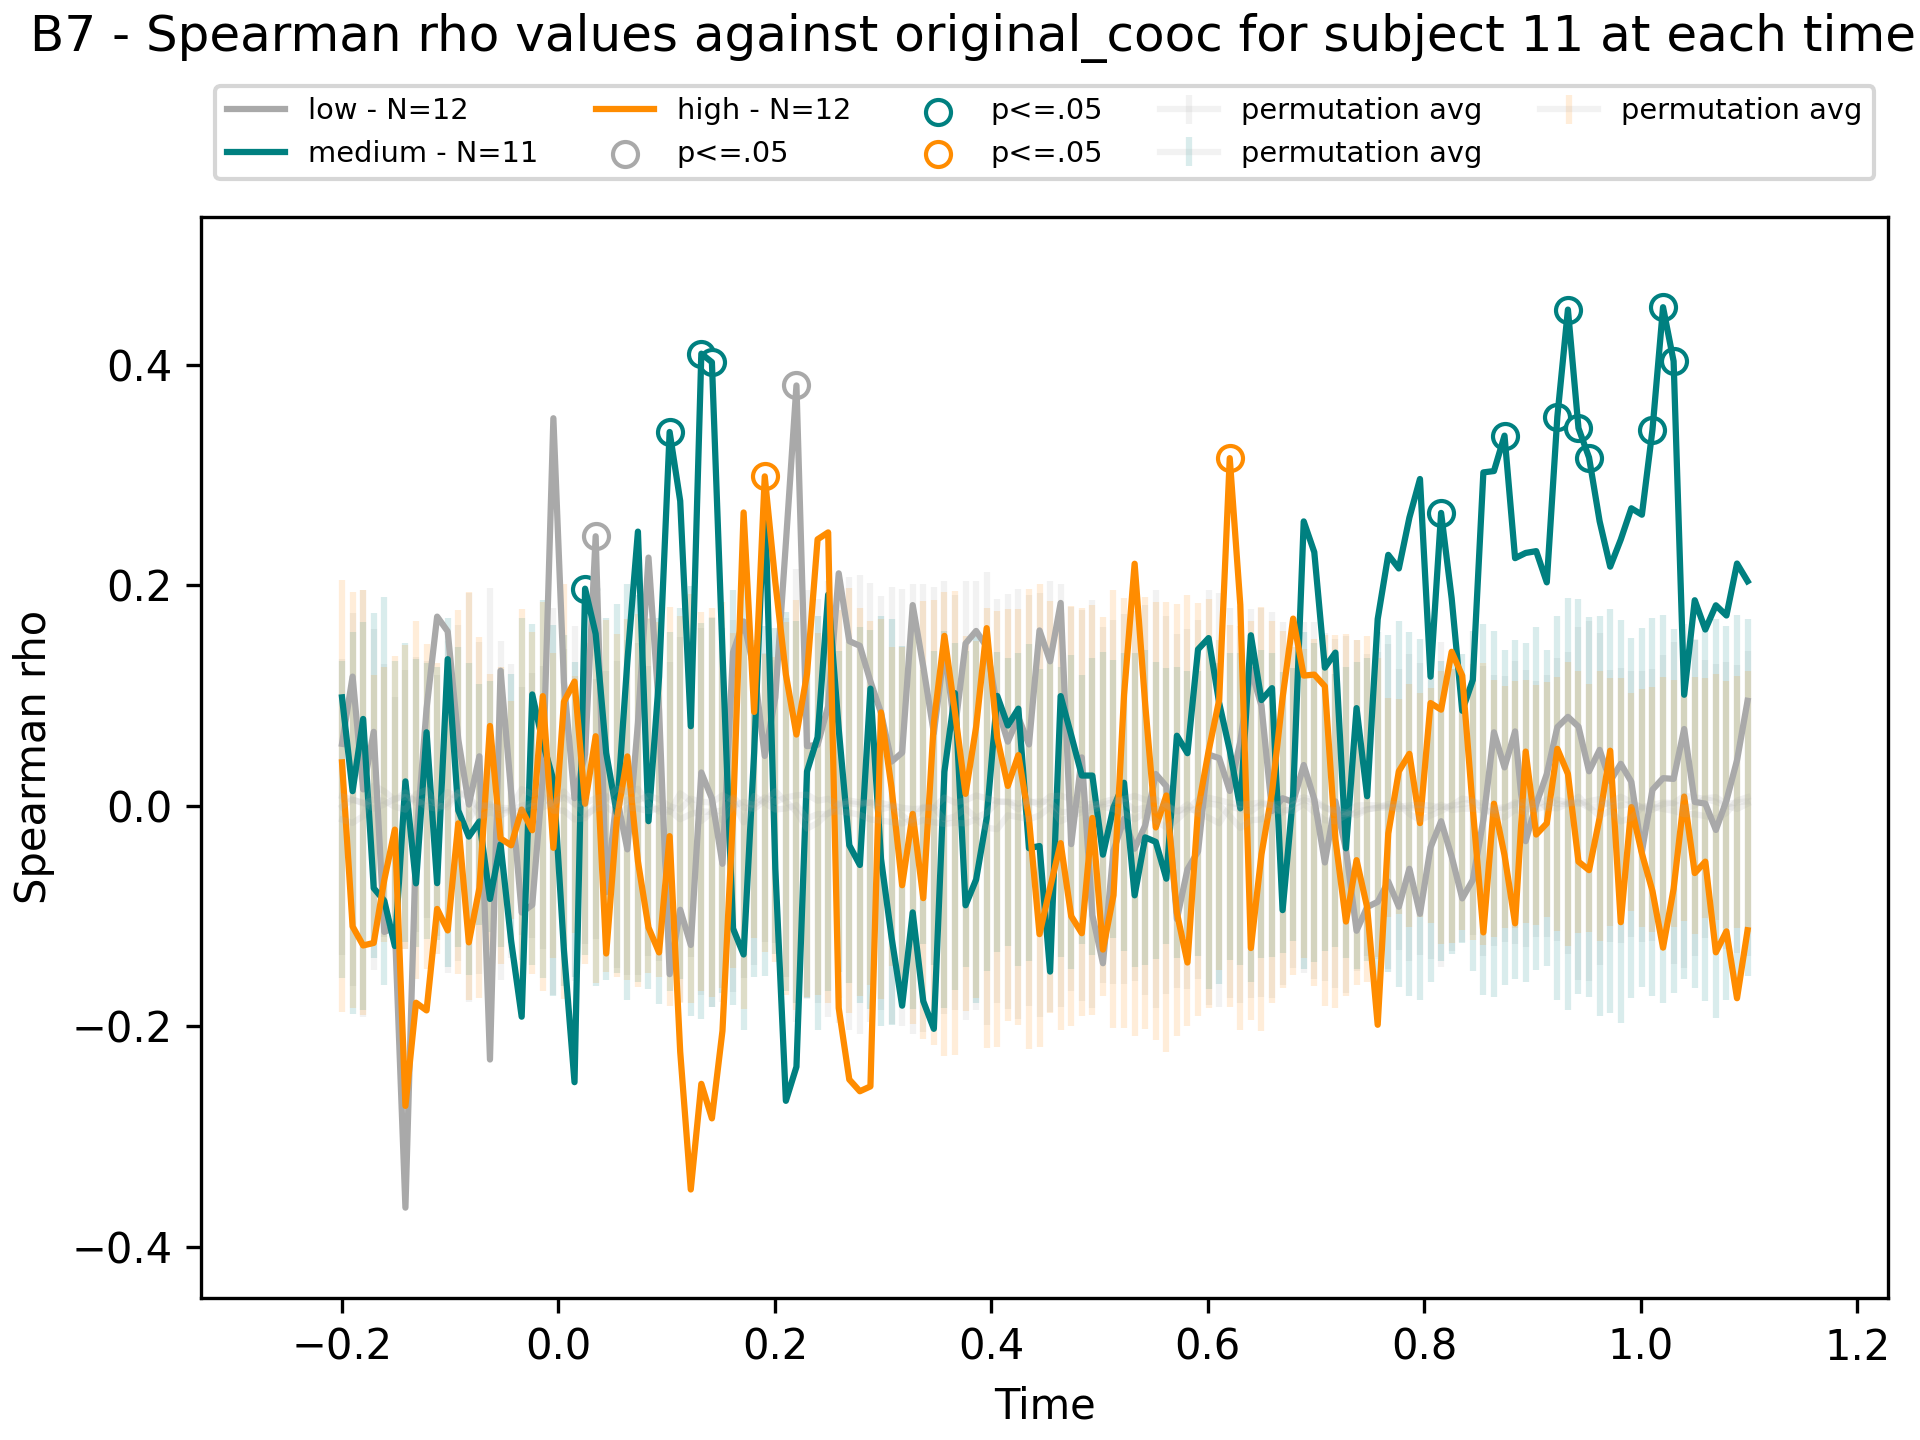 B7 - Spearman rho values against original_cooc for subject 11 at each time
low - N=12 high - N=12 p<=.05 permutation avg permutation avg
medium - N=11 p<=.05 p<=.05 permutation avg
0.4
0.2
0.0
−0.2
−0.4
Spearman rho
−0.2 0.0 0.2 0.4 0.6 0.8 1.0 1.2
Time